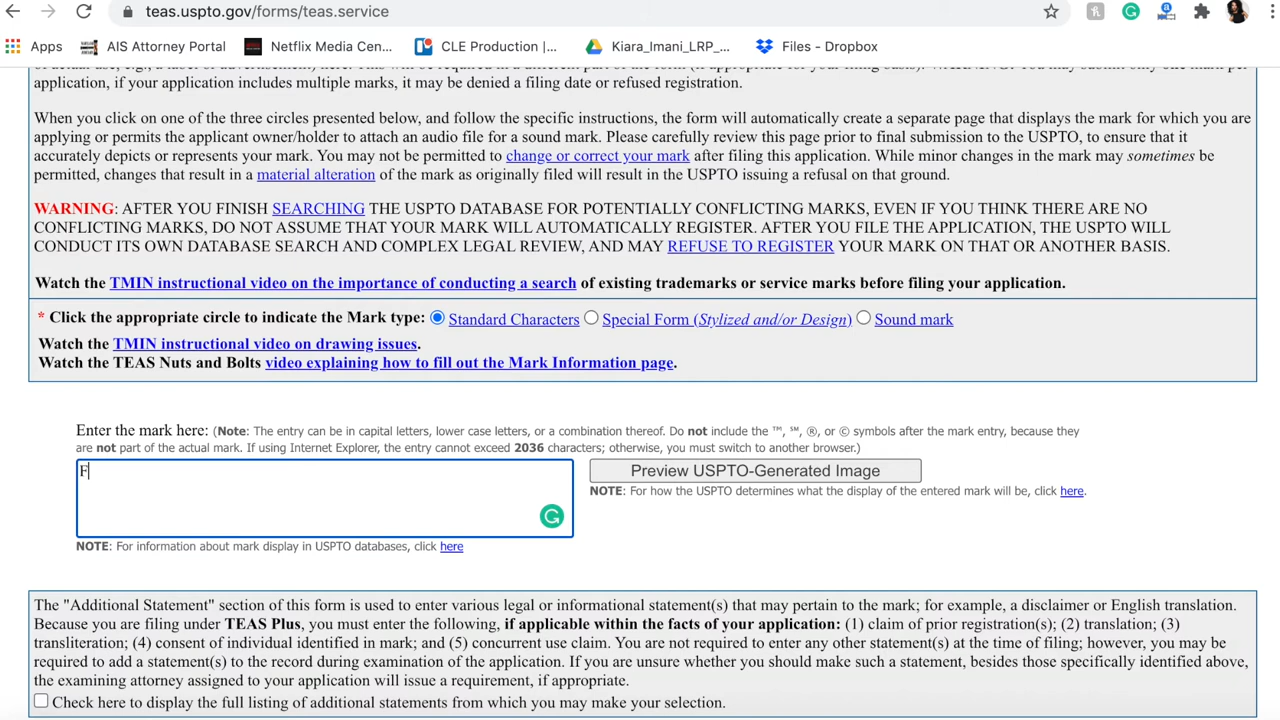 teas.uspto.gov/forms/teas.service
Apps AIS Attorney Portal Netflix Media Cen... CLE Production |... Kiara_Imani_LRP_... Files - Dropbox
application, if your application includes multiple marks, it may be denied a filing date or refused registration.
When you click on one of the three circles presented below, and follow the specific instructions, the form will automatically create a separate page that displays the mark for which you are
applying or permits the applicant owner/holder to attach an audio file for a sound mark. Please carefully review this page prior to final submission to the USPTO, to ensure that it
accurately depicts or represents your mark. You may not be permitted to change or correct your mark after filing this application. While minor changes in the mark may sometimes be
permitted, changes that result in a material alteration of the mark as originally filed will result in the USPTO issuing a refusal on that ground.
WARNING: AFTER YOU FINISH SEARCHING THE USPTO DATABASE FOR POTENTIALLY CONFLICTING MARKS, EVEN IF YOU THINK THERE ARE NO
CONFLICTING MARKS, DO NOT ASSUME THAT YOUR MARK WILL AUTOMATICALLY REGISTER. AFTER YOU FILE THE APPLICATION, THE USPTO WILL
CONDUCT ITS OWN DATABASE SEARCH AND COMPLEX LEGAL REVIEW, AND MAY REFUSE TO REGISTER YOUR MARK ON THAT OR ANOTHER BASIS.
Watch the TMIN instructional video on the importance of conducting a search of existing trademarks or service marks before filing your application.
* Click the appropriate circle to indicate the Mark type: Standard Characters Special Form (Stylized and/or Design) Sound mark
Watch the TMIN instructional video on drawing issues.
Watch the TEAS Nuts and Bolts video explaining how to fill out the Mark Information page.
Enter the mark here: (Note: The entry can be in capital letters, lower case letters, or a combination thereof. Do not include the ™, ℠, ®, or © symbols after the mark entry, because they
are not part of the actual mark. If using Internet Explorer, the entry cannot exceed 2036 characters; otherwise, you must switch to another browser.)
F
Preview USPTO-Generated Image
NOTE: For how the USPTO determines what the display of the entered mark will be, click here.
NOTE: For information about mark display in USPTO databases, click here
The "Additional Statement" section of this form is used to enter various legal or informational statement(s) that may pertain to the mark; for example, a disclaimer or English translation.
Because you are filing under TEAS Plus, you must enter the following, if applicable within the facts of your application: (1) claim of prior registration(s); (2) translation; (3)
transliteration; (4) consent of individual identified in mark; and (5) concurrent use claim. You are not required to enter any other statement(s) at the time of filing; however, you may be
required to add a statement(s) to the record during examination of the application. If you are unsure whether you should make such a statement, besides those specifically identified above,
the examining attorney assigned to your application will issue a requirement, if appropriate.
Check here to display the full listing of additional statements from which you may make your selection.